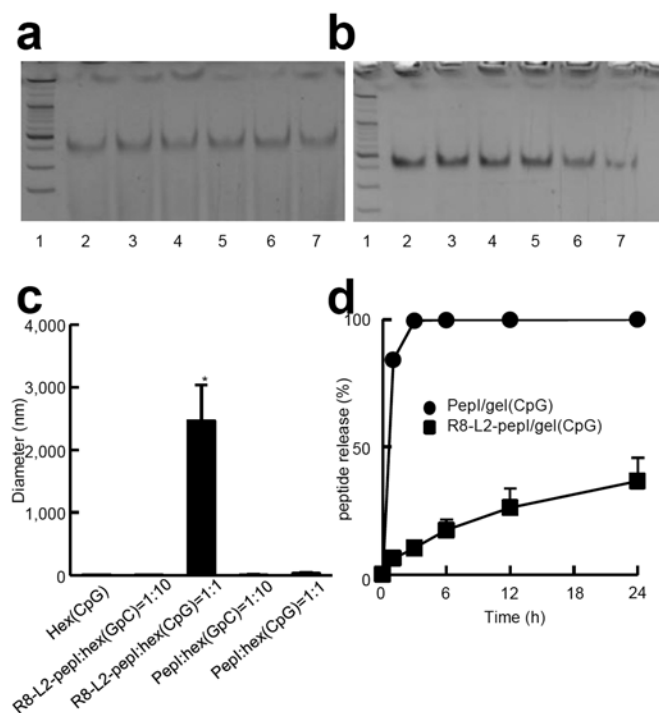 a
b
1 2 3 4 5 6 7
1 2 3 4 5 6 7
c
4,000
3,000
2,000
1,000
0
Diameter (nm)
*
Hex(CpG)
R8-L2-pepI:hex(GpC)=1:10
R8-L2-pepI:hex(CpG)=1:1
PepI:hex(GpC)=1:10
PepI:hex(CpG)=1:1
d
100
50
0
peptide release (%)
PepI/gel(CpG)
R8-L2-pepI/gel(CpG)
0 6 12 18 24
Time (h)